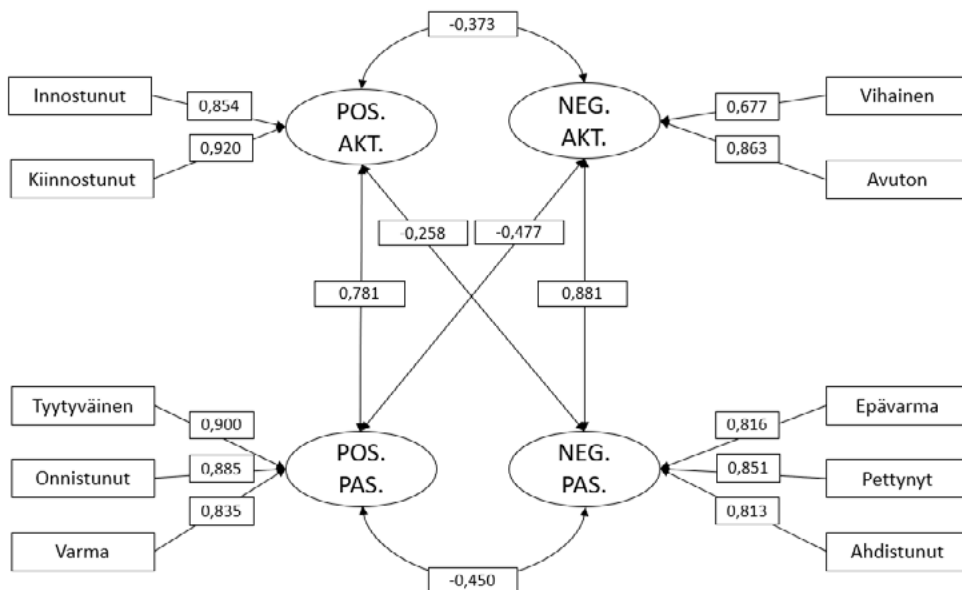 -0,373
Innostunut
0,854
POS.
AKT.
NEG.
AKT.
0,677
Vihainen
Kiinnostunut
0,920
0,863
Avuton
-0,258
-0,477
0,781
0,881
Tyytyväinen
0,900
POS.
PAS.
NEG.
PAS.
0,816
Epävarma
Onnistunut
0,885
0,851
Pettynyt
Varma
0,835
0,813
Ahdistunut
-0,450